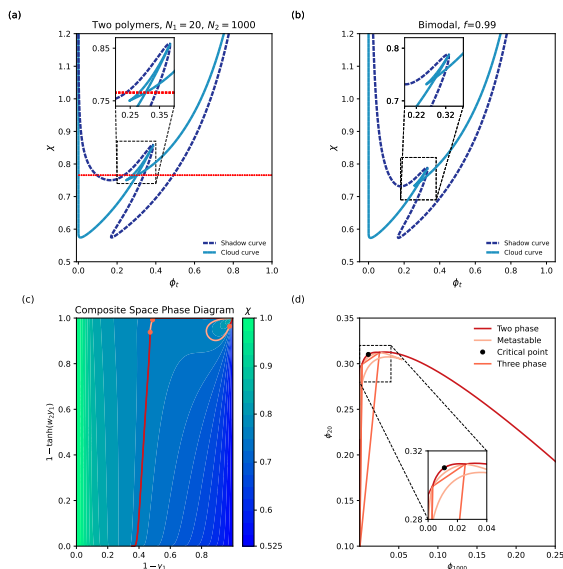 (a)
Two polymers, N₁ = 20, N₂ = 1000
χ
1.2
1.1
1.0
0.9
0.8
0.7
0.6
0.5
0.85
0.75
0.25
0.35
Shadow curve
Cloud curve
0.0
0.2
0.4
0.6
0.8
1.0
ϕt
(b)
Bimodal, f=0.99
χ
1.2
1.1
1.0
0.9
0.8
0.7
0.6
0.5
0.8
0.7
0.22
0.32
Shadow curve
Cloud curve
0.0
0.2
0.4
0.6
0.8
1.0
ϕt
(c)
Composite Space Phase Diagram
χ
1 − tanh(w₂y₁)
1.0
0.8
0.6
0.4
0.2
0.0
0.0
0.2
0.4
0.6
0.8
1 − y₁
1
0.9
0.8
0.7
0.6
0.525
(d)
ϕ₂₀
0.35
0.30
0.25
0.20
0.15
0.10
Two phase
Metastable
Critical point
Three phase
0.32
0.28
0.00
0.02
0.04
0.05
0.10
0.15
0.20
0.25
ϕ₁₀₀₀